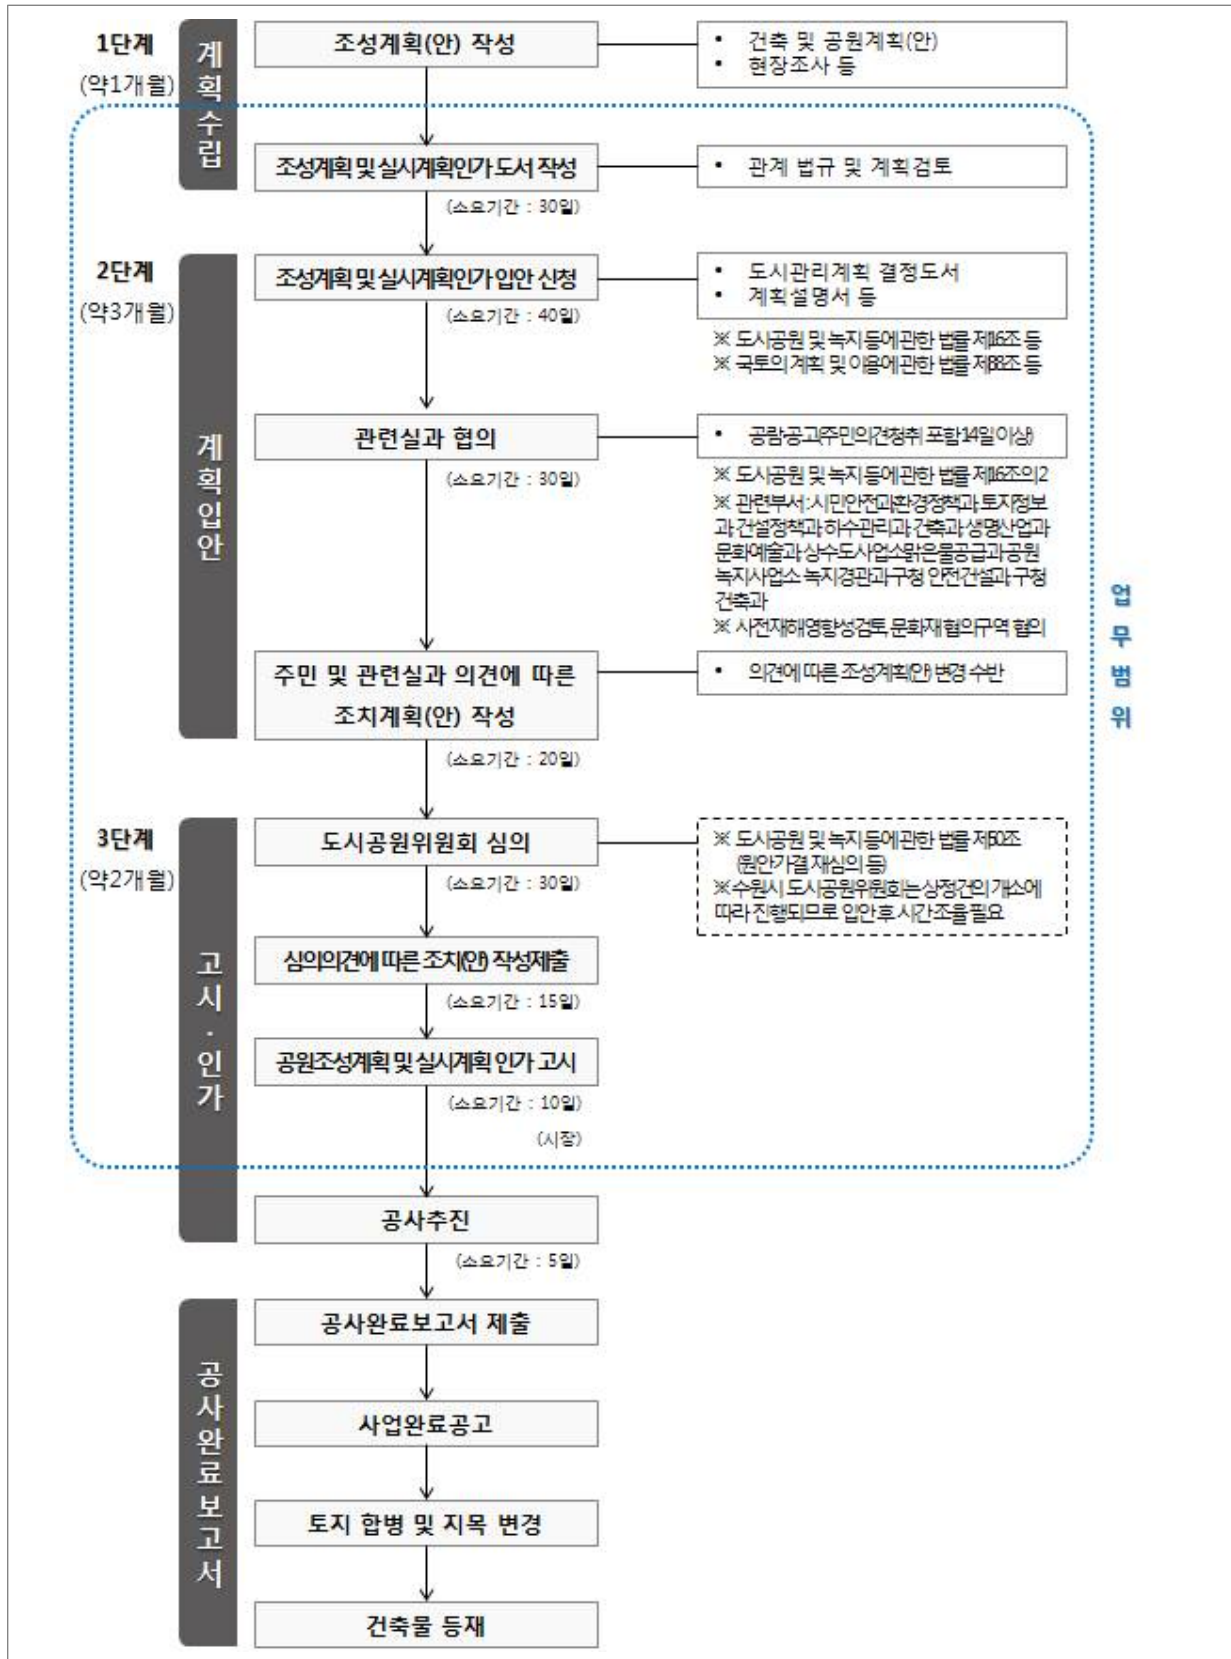 1단계
(약1개월)
계획수립
조성계획(안) 작성
• 건축 및 공원계획(안)
• 현장조사 등
조성계획 및 실시계획인가 도서 작성
• 관계 법규 및 계획검토
(소요기간 : 30일)
2단계
(약3개월)
계획입안
조성계획 및 실시계획인가 입안 신청
• 도시관리계획 결정도서
• 계획설명서 등
(소요기간 : 40일)
※ 도시공원 및 녹지 등에 관한 법률 제16조 등
※ 국토의 계획 및 이용에 관한 법률 제88조 등
관련실과 협의
• 공람·공고(주민의견청취 포함 14일 이상)
(소요기간 : 30일)
※ 도시공원 및 녹지 등에 관한 법률 제16조의2
※ 관련부서 : 시민안전과, 환경정책과, 토지정보
과, 건설정책과, 하수관리과, 건축과, 생명산업과
문화예술과, 상수도사업소 맑은물공급과, 공원
녹지사업소 녹지경관과, 구청 안전건설과, 구청
건축과
※ 사전재해영향성검토, 문화재 협의구역 협의
업무범위
주민 및 관련실과 의견에 따른
조치계획(안) 작성
• 의견에 따른 조성계획(안) 변경 수반
(소요기간 : 20일)
3단계
(약2개월)
고시·인가
도시공원위원회 심의
※ 도시공원 및 녹지 등에 관한 법률 제50조
(원안가결, 재심의 등)
※ 수원시 도시공원위원회는 상정건의 개소에
따라 진행되므로 입안 후 시간 조율 필요
(소요기간 : 30일)
심의의견에 따른 조치(안) 작성제출
(소요기간 : 15일)
공원조성계획 및 실시계획 인가 고시
(소요기간 : 10일)
(시장)
공사추진
(소요기간 : 5일)
공사완료보고서
공사완료보고서 제출
사업완료공고
토지 합병 및 지목 변경
건축물 등재